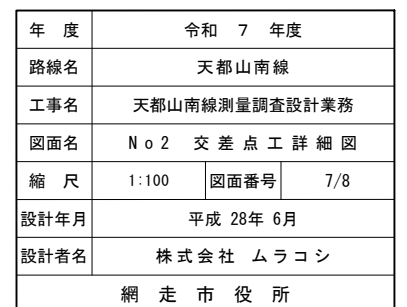 年 度 令和 7 年度
路線名 天都山南線
工事名 天都山南線測量調査設計業務
図面名 No2 交差点工詳細図
縮 尺 1:100 図面番号 7/8
設計年月 平成 28年 6月
設計者名 株式会社 ムラコシ
網走市役所